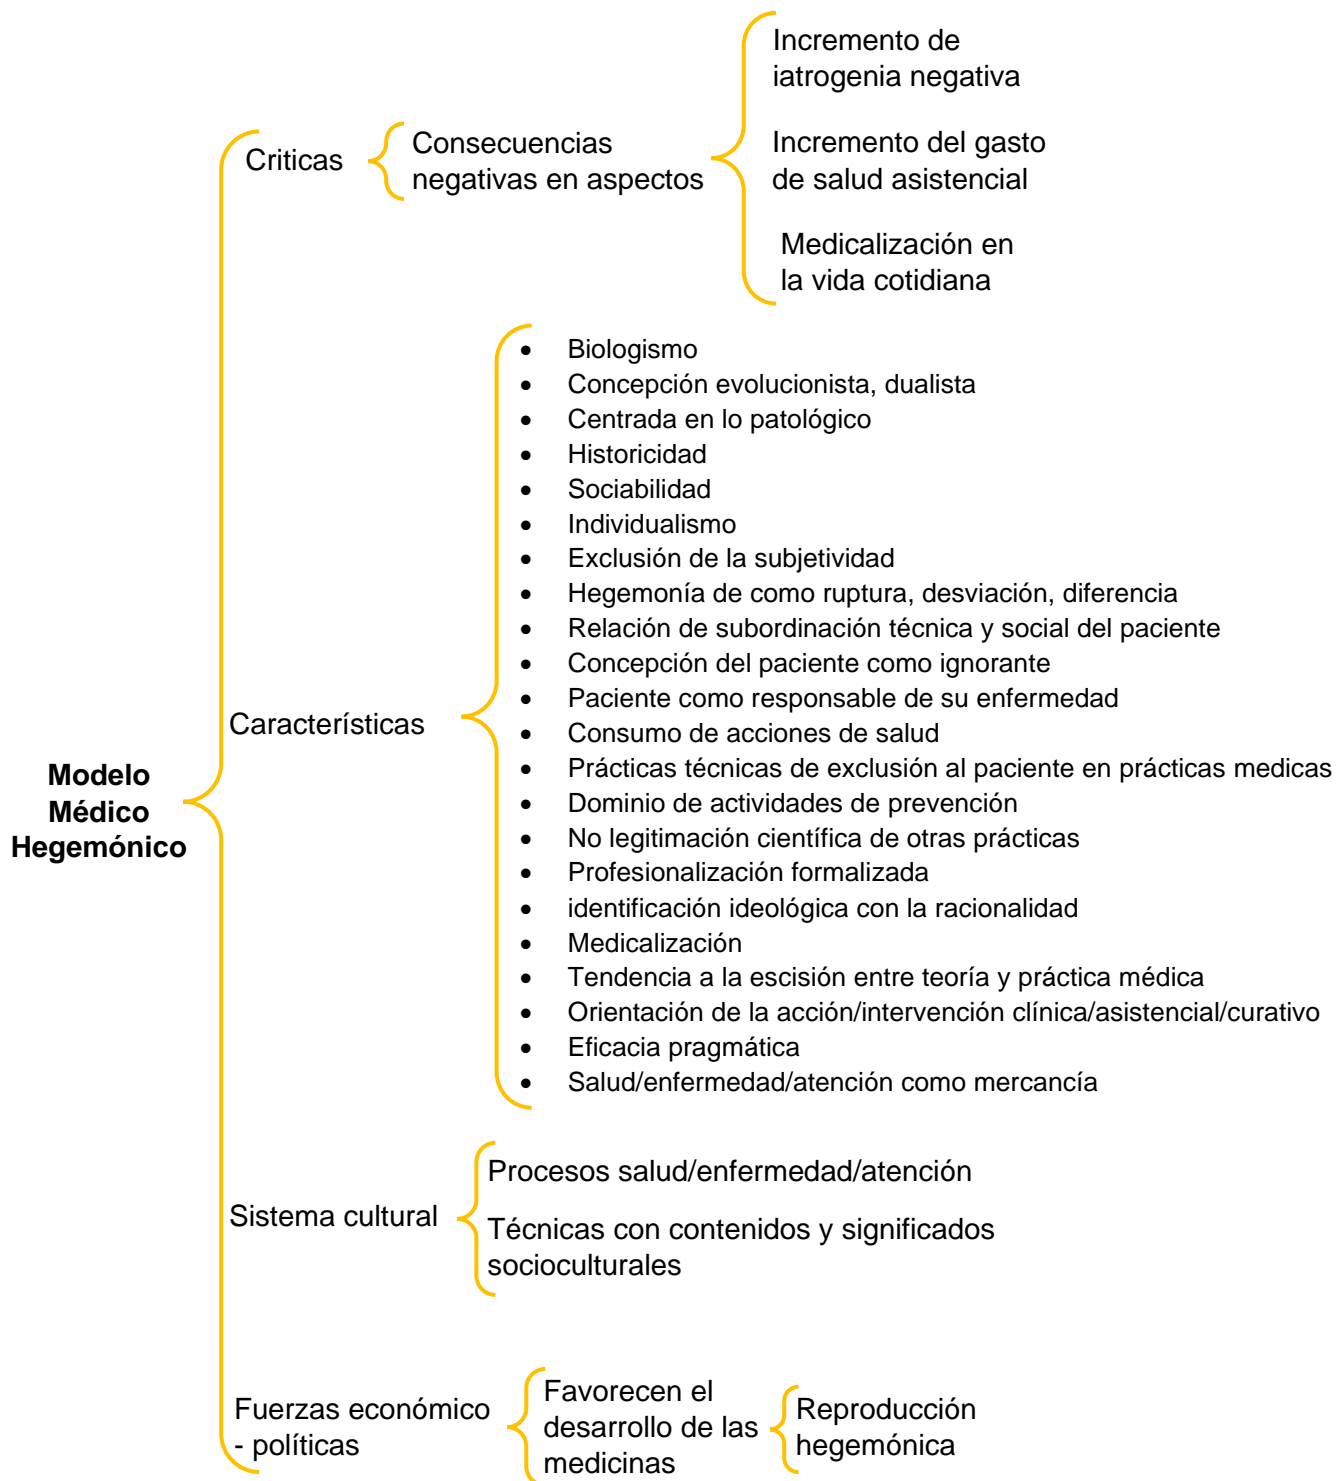 Incremento de
iatrogenia negativa
Criticas
Consecuencias
negativas en aspectos
Incremento del gasto
de salud asistencial
Medicalización en
la vida cotidiana
Modelo
Médico
Hegemónico
Características
• Biologismo
• Concepción evolucionista, dualista
• Centrada en lo patológico
• Historicidad
• Sociabilidad
• Individualismo
• Exclusión de la subjetividad
• Hegemonía de como ruptura, desviación, diferencia
• Relación de subordinación técnica y social del paciente
• Concepción del paciente como ignorante
• Paciente como responsable de su enfermedad
• Consumo de acciones de salud
• Prácticas técnicas de exclusión al paciente en prácticas medicas
• Dominio de actividades de prevención
• No legitimación científica de otras prácticas
• Profesionalización formalizada
• identificación ideológica con la racionalidad
• Medicalización
• Tendencia a la escisión entre teoría y práctica médica
• Orientación de la acción/intervención clínica/asistencial/curativo
• Eficacia pragmática
• Salud/enfermedad/atención como mercancía
Sistema cultural
Procesos salud/enfermedad/atención
Técnicas con contenidos y significados
socioculturales
Fuerzas económico
- políticas
Favorecen el
desarrollo de las
medicinas
Reproducción
hegemónica